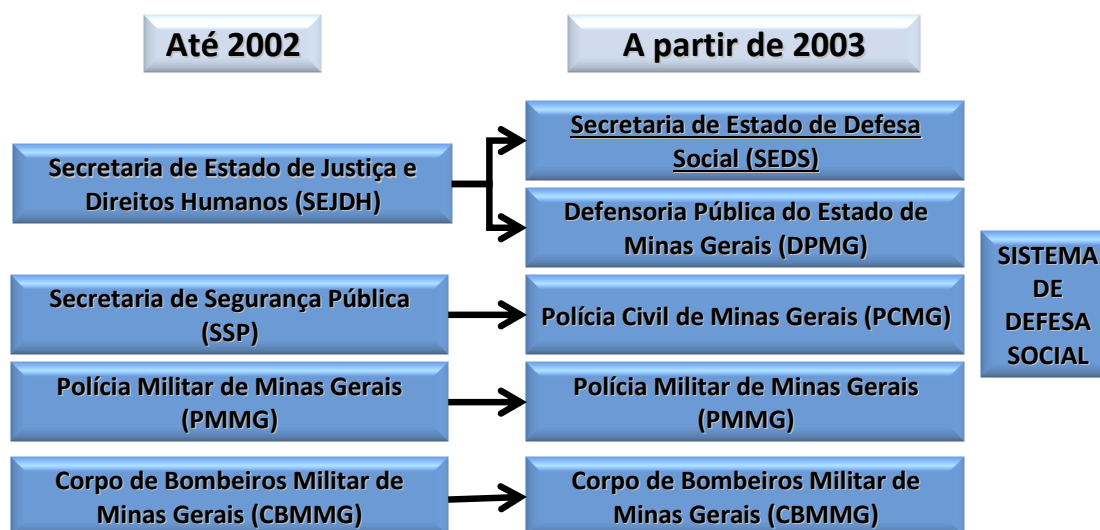 Até 2002
A partir de 2003
Secretaria de Estado de Justiça e
Direitos Humanos (SEJDH)
Secretaria de Estado de Defesa
Social (SEDS)
Defensoria Pública do Estado de
Minas Gerais (DPMG)
Secretaria de Segurança Pública
(SSP)
Polícia Civil de Minas Gerais (PCMG)
Polícia Militar de Minas Gerais
(PMMG)
Polícia Militar de Minas Gerais
(PMMG)
Corpo de Bombeiros Militar de
Minas Gerais (CBMMG)
Corpo de Bombeiros Militar de
Minas Gerais (CBMMG)
SISTEMA
DE
DEFESA
SOCIAL